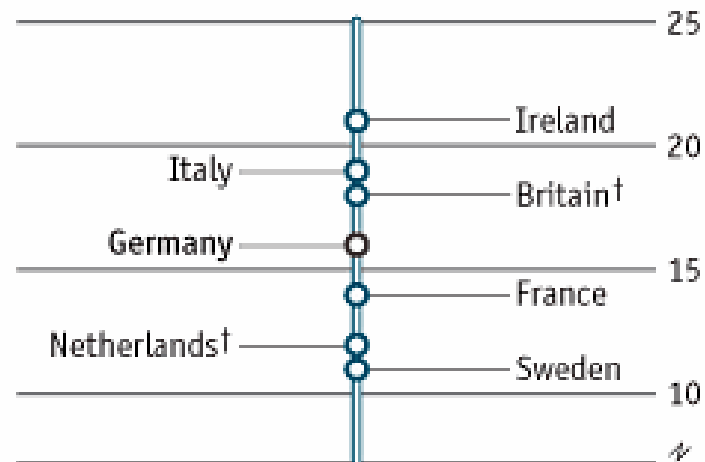 25
Ireland
20
Italy
Britain†
Germany
15
France
Netherlands†
Sweden
10